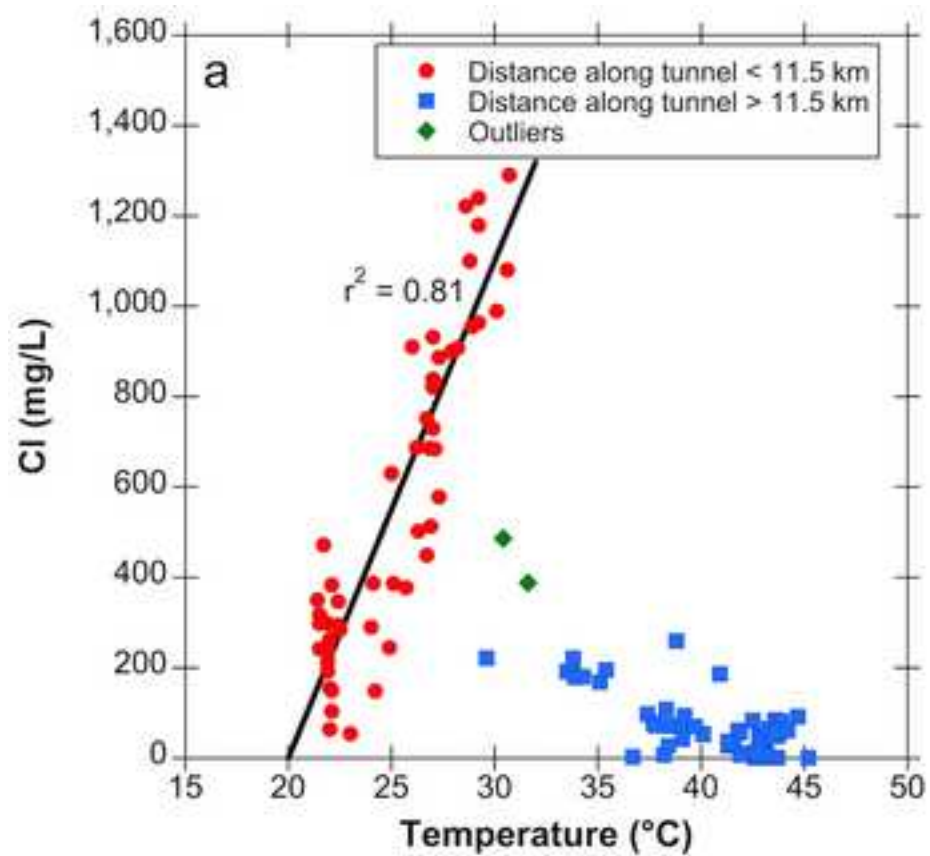 1,600
1,400
1,200
1,000
800
600
400
200
0
Cl (mg/L)
a
Distance along tunnel < 11.5 km
Distance along tunnel > 11.5 km
Outliers
r² = 0.81
15 20 25 30 35 40 45 50
Temperature (°C)